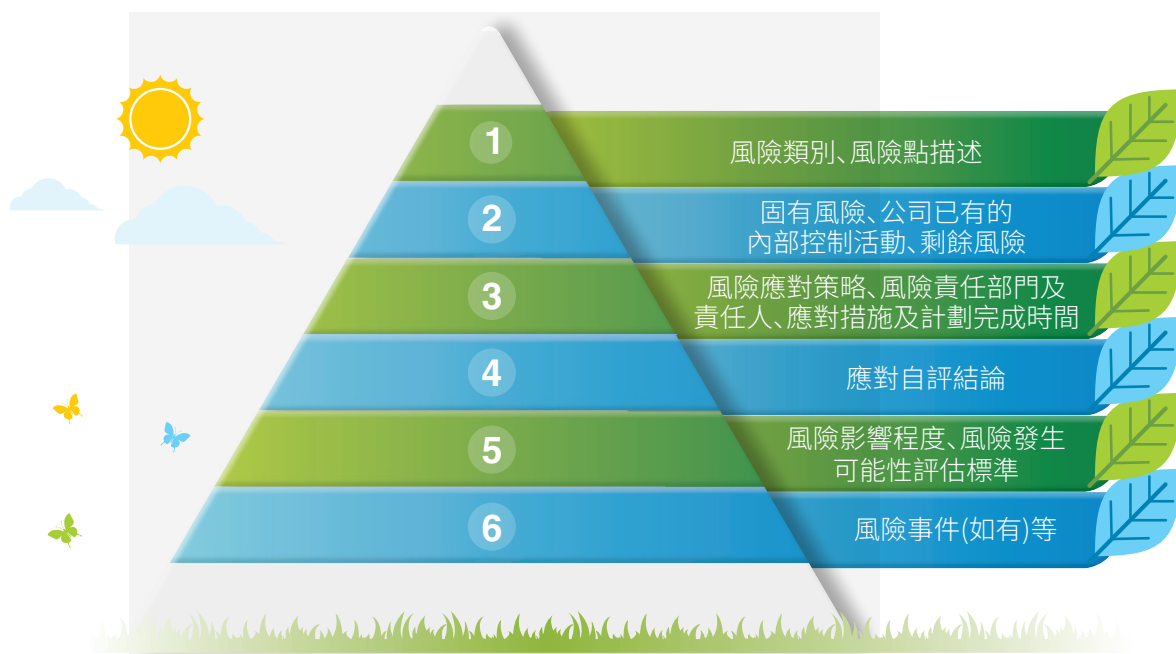 1
風險類別、風險點描述
2
固有風險、公司已有的
內部控制活動、剩餘風險
3
風險應對策略、風險責任部門及
責任人、應對措施及計劃完成時間
4
應對自評結論
5
風險影響程度、風險發生
可能性評估標準
6
風險事件(如有)等